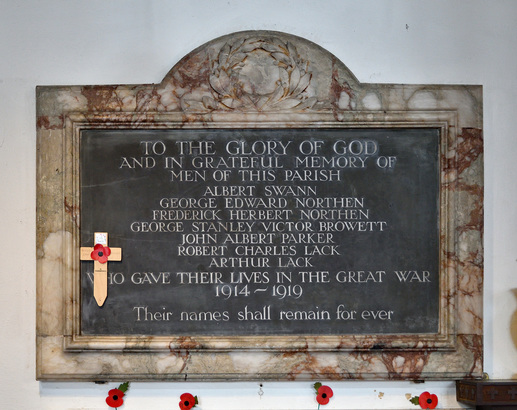 TO THE GLORY OF GOD
AND IN GRATEFUL MEMORY OF
MEN OF THIS PARISH
ALBERT SWANN
GEORGE EDWARD NORTHEN
FREDERICK HERBERT NORTHEN
GEORGE STANLEY VICTOR BROWETT
JOHN ALBERT PARKER
ROBERT CHARLES LACK
ARTHUR LACK
WHO GAVE THEIR LIVES IN THE GREAT WAR
1914 ~ 1919
Their names shall remain for ever